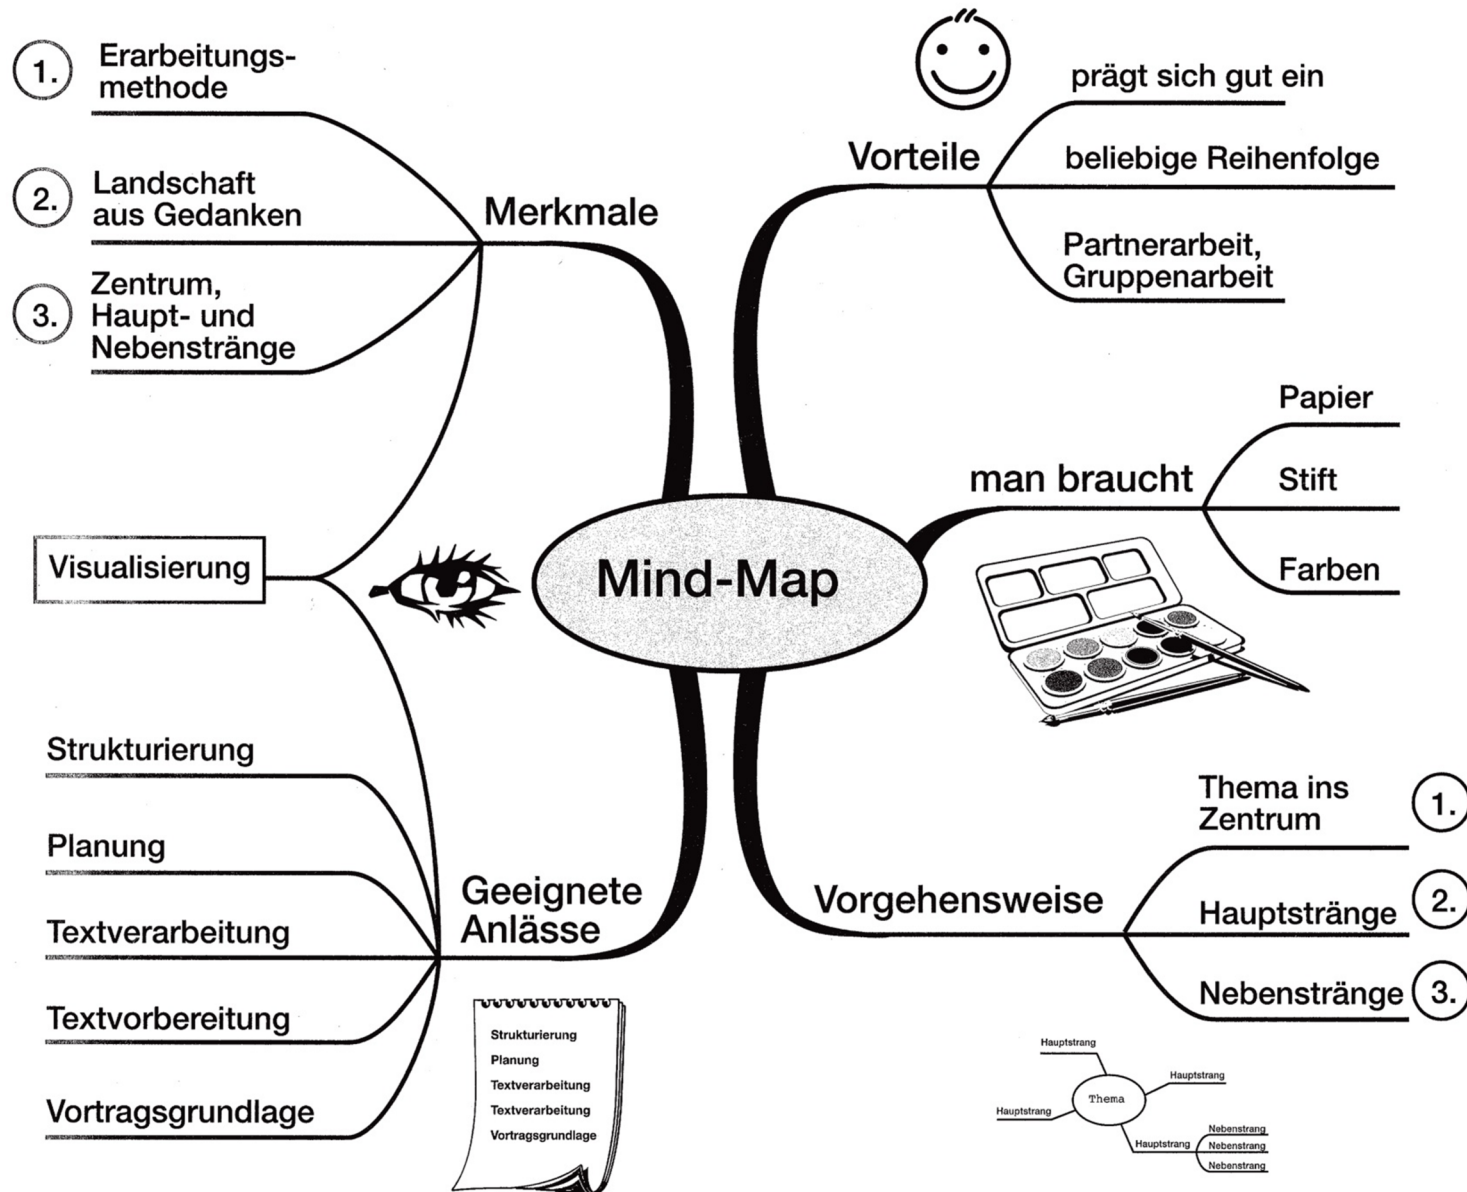 1.
Erarbeitungs-
methode
2.
Landschaft
aus Gedanken
3.
Zentrum,
Haupt- und
Nebenstränge
Merkmale
Visualisierung
Vorteile
prägt sich gut ein
beliebige Reihenfolge
Partnerarbeit,
Gruppenarbeit
man braucht
Papier
Stift
Farben
Mind-Map
Strukturierung
Planung
Textverarbeitung
Textvorbereitung
Vortragsgrundlage
Geeignete
Anlässe
Strukturierung
Planung
Textverarbeitung
Textverarbeitung
Vortragsgrundlage
Vorgehensweise
Thema ins
Zentrum
1.
Hauptstränge
2.
Nebenstränge
3.
Hauptstrang
Hauptstrang
Thema
Hauptstrang
Hauptstrang
Nebenstrang
Nebenstrang
Nebenstrang